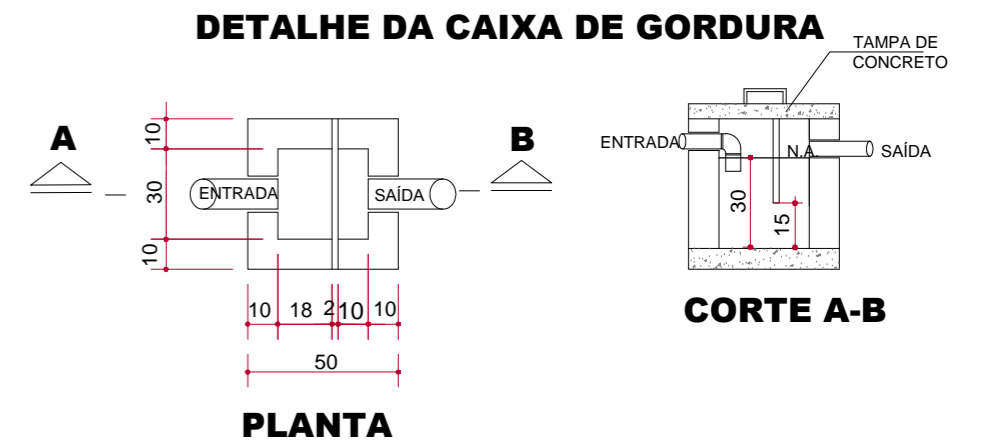 DETALHE DA CAIXA DE GORDURA
TAMPA DE
CONCRETO
A
B
10
30
10
ENTRADA
SAÍDA
10
18
2
10
10
50
PLANTA
ENTRADA
N.A.
SAÍDA
30
15
CORTE A-B